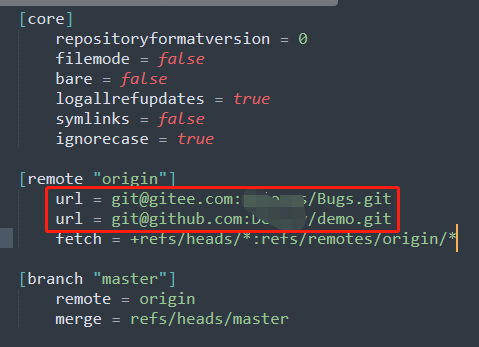 [core]
repositoryformatversion = 0
filemode = false
bare = false
logallrefupdates = true
symlinks = false
ignorecase = true
[remote "origin"]
url = git@gitee.com: /Bugs.git
url = git@github.com: /demo.git
fetch = +refs/heads/*:refs/remotes/origin/*
[branch "master"]
remote = origin
merge = refs/heads/master